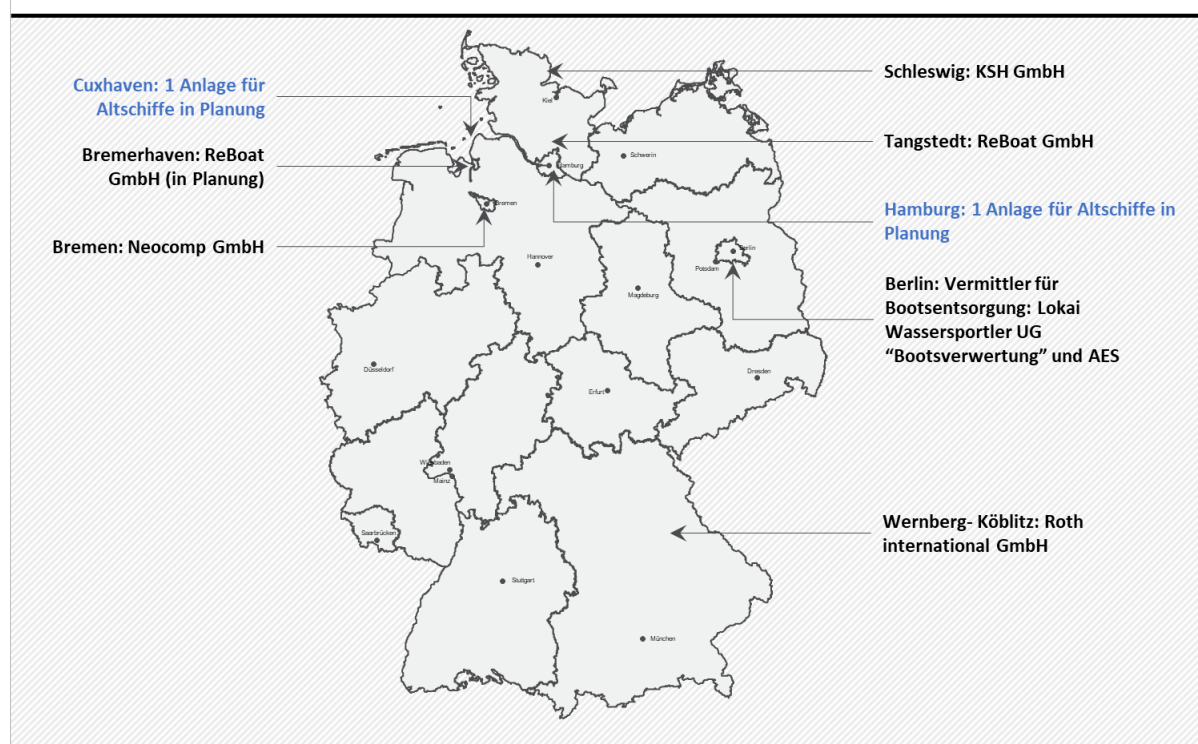 Cuxhaven: 1 Anlage für
Altschiffe in Planung
Bremerhaven: ReBoat
GmbH (in Planung)
Bremen: Neocomp GmbH
Schleswig: KSH GmbH
Tangstedt: ReBoat GmbH
Hamburg: 1 Anlage für Altschiffe in
Planung
Berlin: Vermittler für
Bootsentsorgung: Lokai
Wassersportler UG
“Bootsverwertung” und AES
Wernberg- Köblitz: Roth
international GmbH
Kiel
Schwerin
Hamburg
Bremen
Berlin
Potsdam
Hannover
Magdeburg
Düsseldorf
Erfurt
Dresden
Wiesbaden
Mainz
Saarbrücken
Stuttgart
München